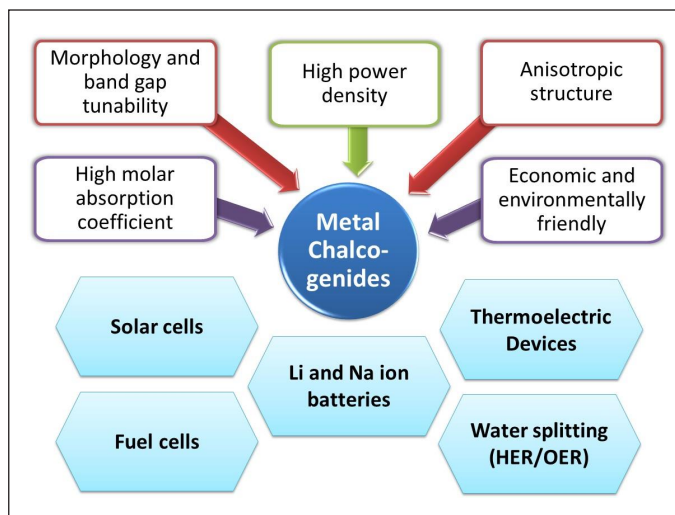 Morphology and
band gap
tunability
High power
density
Anisotropic
structure
High molar
absorption
coefficient
Metal
Chalco-
genides
Economic and
environmentally
friendly
Solar cells
Li and Na ion
batteries
Thermoelectric
Devices
Fuel cells
Water splitting
(HER/OER)